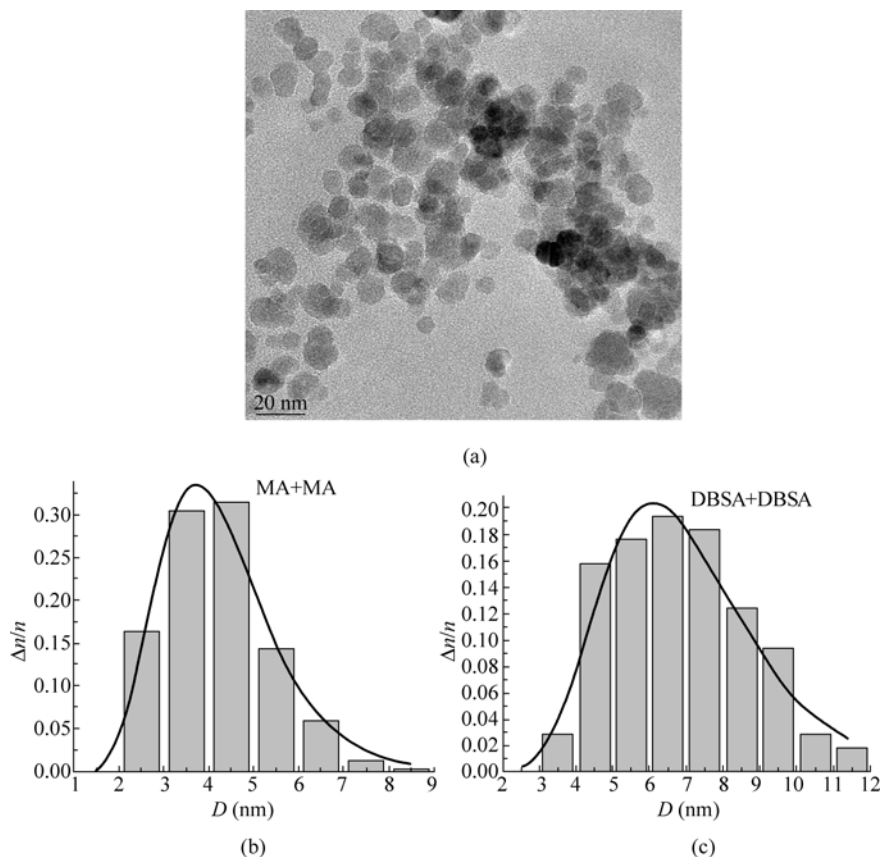 20 nm
(a)
MA+MA
0.30
0.25
0.20
0.15
0.10
0.05
0.00
Δn/n
1 2 3 4 5 6 7 8 9
D (nm)
(b)
DBSA+DBSA
0.20
0.18
0.16
0.14
0.12
0.10
0.08
0.06
0.04
0.02
0.00
Δn/n
2 3 4 5 6 7 8 9 10 11 12
D (nm)
(c)